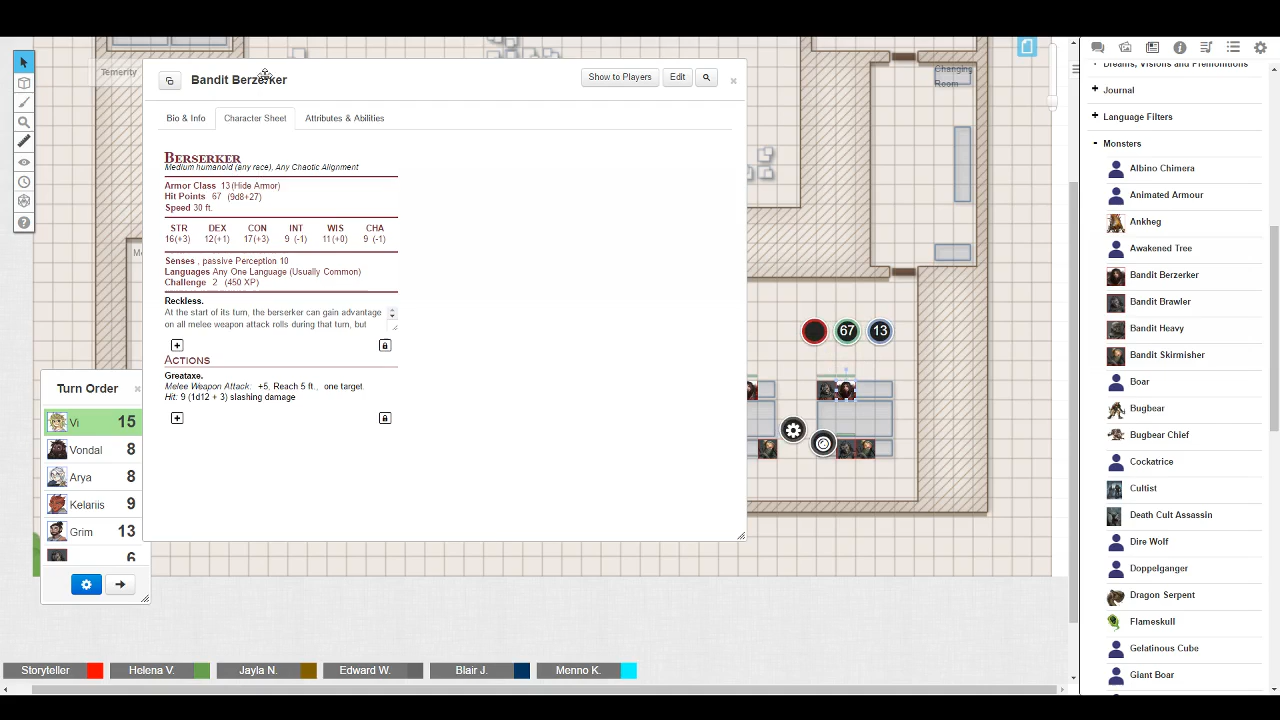 Temerity
Bandit Berzerker
Show to Players
Edit
Bio & Info
Character Sheet
Attributes & Abilities
BERSERKER
Medium humanoid (any race), Any Chaotic Alignment
Armor Class 13 (Hide Armor)
Hit Points 67 (9d8+27)
Speed 30 ft.
STR DEX CON INT WIS CHA
16(+3) 12(+1) 17(+3) 9 (-1) 11(+0) 9 (-1)
Senses , passive Perception 10
Languages Any One Language (Usually Common)
Challenge 2 (450 XP)
Reckless.
At the start of its turn, the berserker can gain advantage
on all melee weapon attack rolls during that turn, but
ACTIONS
Greataxe.
Melee Weapon Attack: +5, Reach 5 ft., one target
Hit: 9 (1d12 + 3) slashing damage
Turn Order
Vi 15
Vondal 8
Arya 8
Kelariis 9
Grim 13
6
Changing
Room
67
13
Storyteller
Helena V.
Jayla N.
Edward W.
Blair J.
Menno K.
Dreams, Visions and Premonitions
Journal
Language Filters
Monsters
Albino Chimera
Animated Armour
Ankheg
Awakened Tree
Bandit Berzerker
Bandit Brawler
Bandit Heavy
Bandit Skirmisher
Boar
Bugbear
Bugbear Chief
Cockatrice
Cultist
Death Cult Assassin
Dire Wolf
Doppelganger
Dragon Serpent
Flameskull
Gelatinous Cube
Giant Boar